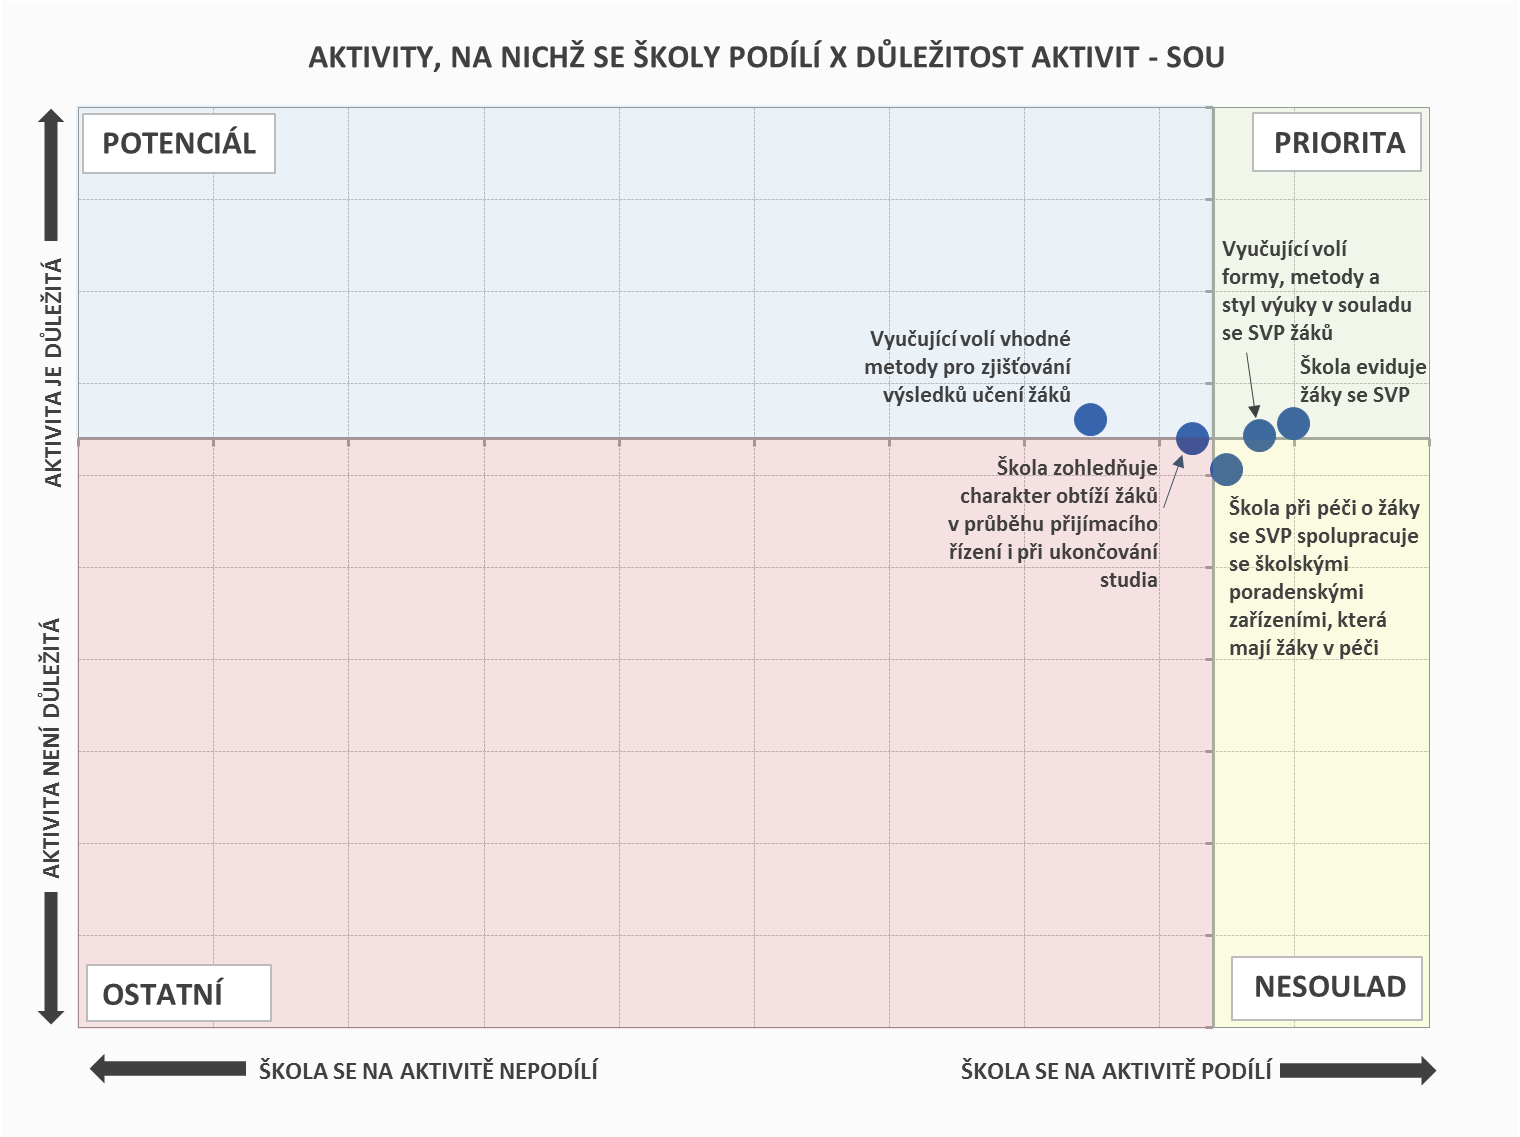 AKTIVITY, NA NICHŽ SE ŠKOLY PODÍLÍ X DŮLEŽITOST AKTIVIT - SOU
POTENCIÁL
PRIORITA
AKTIVITA JE DŮLEŽITÁ
Vyučující volí
formy, metody a
styl výuky v souladu
se SVP žáků
Vyučující volí vhodné
metody pro zjišťování
výsledků učení žáků
Škola eviduje
žáky se SVP
Škola zohledňuje
charakter obtíží žáků
v průběhu přijímacího
řízení i při ukončování
studia
Škola při péči o žáky
se SVP spolupracuje
se školskými
poradenskými
zařízeními, která
mají žáky v péči
AKTIVITA NENÍ DŮLEŽITÁ
OSTATNÍ
NESOULAD
ŠKOLA SE NA AKTIVITĚ NEPODÍLÍ
ŠKOLA SE NA AKTIVITĚ PODÍLÍ